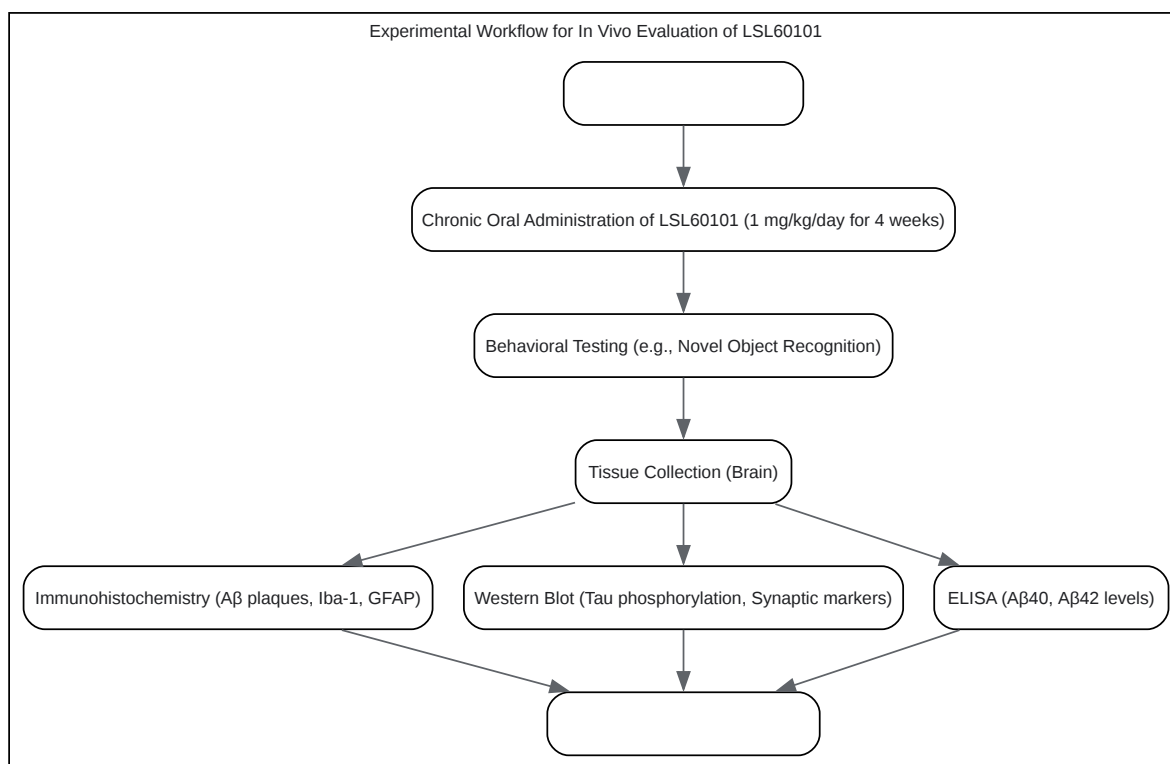 Experimental Workflow for In Vivo Evaluation of LSL60101
Chronic Oral Administration of LSL60101 (1 mg/kg/day for 4 weeks)
Behavioral Testing (e.g., Novel Object Recognition)
Tissue Collection (Brain)
Immunohistochemistry (Aβ plaques, Iba-1, GFAP)
Western Blot (Tau phosphorylation, Synaptic markers)
ELISA (Aβ40, Aβ42 levels)